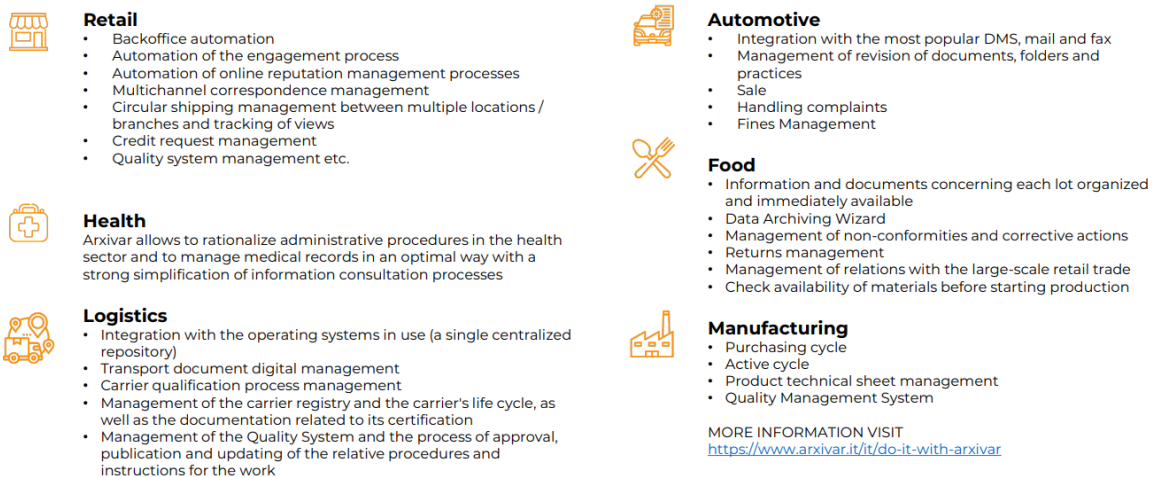 Retail
• Backoffice automation
• Automation of the engagement process
• Automation of online reputation management processes
• Multichannel correspondence management
• Circular shipping management between multiple locations /
branches and tracking of views
• Credit request management
• Quality system management etc.
Health
Arxivar allows to rationalize administrative procedures in the health
sector and to manage medical records in an optimal way with a
strong simplification of information consultation processes
Logistics
• Integration with the operating systems in use (a single centralized
repository)
• Transport document digital management
• Carrier qualification process management
• Management of the carrier registry and the carrier's life cycle, as
well as the documentation related to its certification
• Management of the Quality System and the process of approval,
publication and updating of the relative procedures and
instructions for the work
Automotive
• Integration with the most popular DMS, mail and fax
• Management of revision of documents, folders and
practices
• Sale
• Handling complaints
• Fines Management
Food
• Information and documents concerning each lot organized
and immediately available
• Data Archiving Wizard
• Management of non-conformities and corrective actions
• Returns management
• Management of relations with the large-scale retail trade
• Check availability of materials before starting production
Manufacturing
• Purchasing cycle
• Active cycle
• Product technical sheet management
• Quality Management System
MORE INFORMATION VISIT
https://www.arxivar.it/it/do-it-with-arxivar